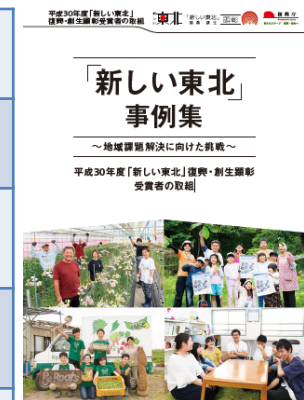 平成30年度「新しい東北」
復興・創生顕彰受賞者の取組
東北
復興庁
「新しい東北」
事例集
～地域課題解決に向けた挑戦～
平成30年度「新しい東北」復興・創生顕彰
受賞者の取組
Roots